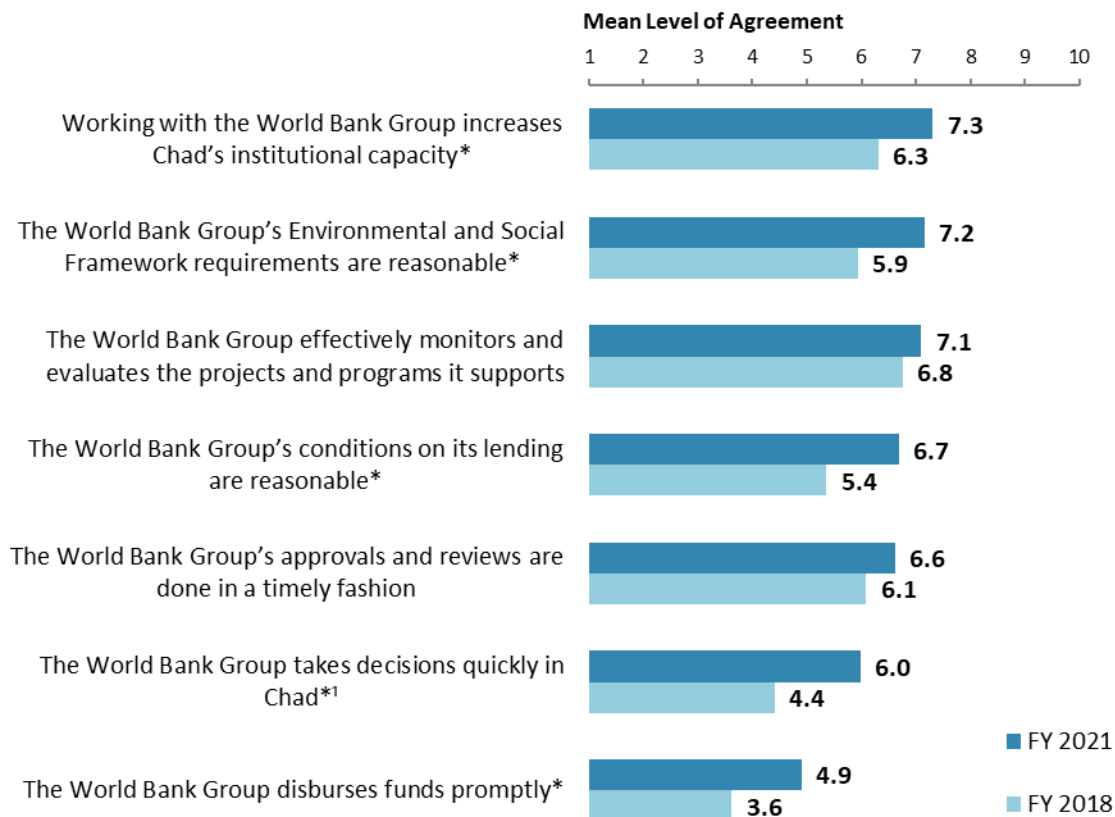 Mean Level of Agreement
1 2 3 4 5 6 7 8 9 10
Working with the World Bank Group increases
Chad’s institutional capacity*
7.3
6.3
The World Bank Group’s Environmental and Social
Framework requirements are reasonable*
7.2
5.9
The World Bank Group effectively monitors and
evaluates the projects and programs it supports
7.1
6.8
The World Bank Group’s conditions on its lending
are reasonable*
6.7
5.4
The World Bank Group’s approvals and reviews are
done in a timely fashion
6.6
6.1
The World Bank Group takes decisions quickly in
Chad*¹
6.0
4.4
The World Bank Group disburses funds promptly*
4.9
3.6
FY 2021
FY 2018